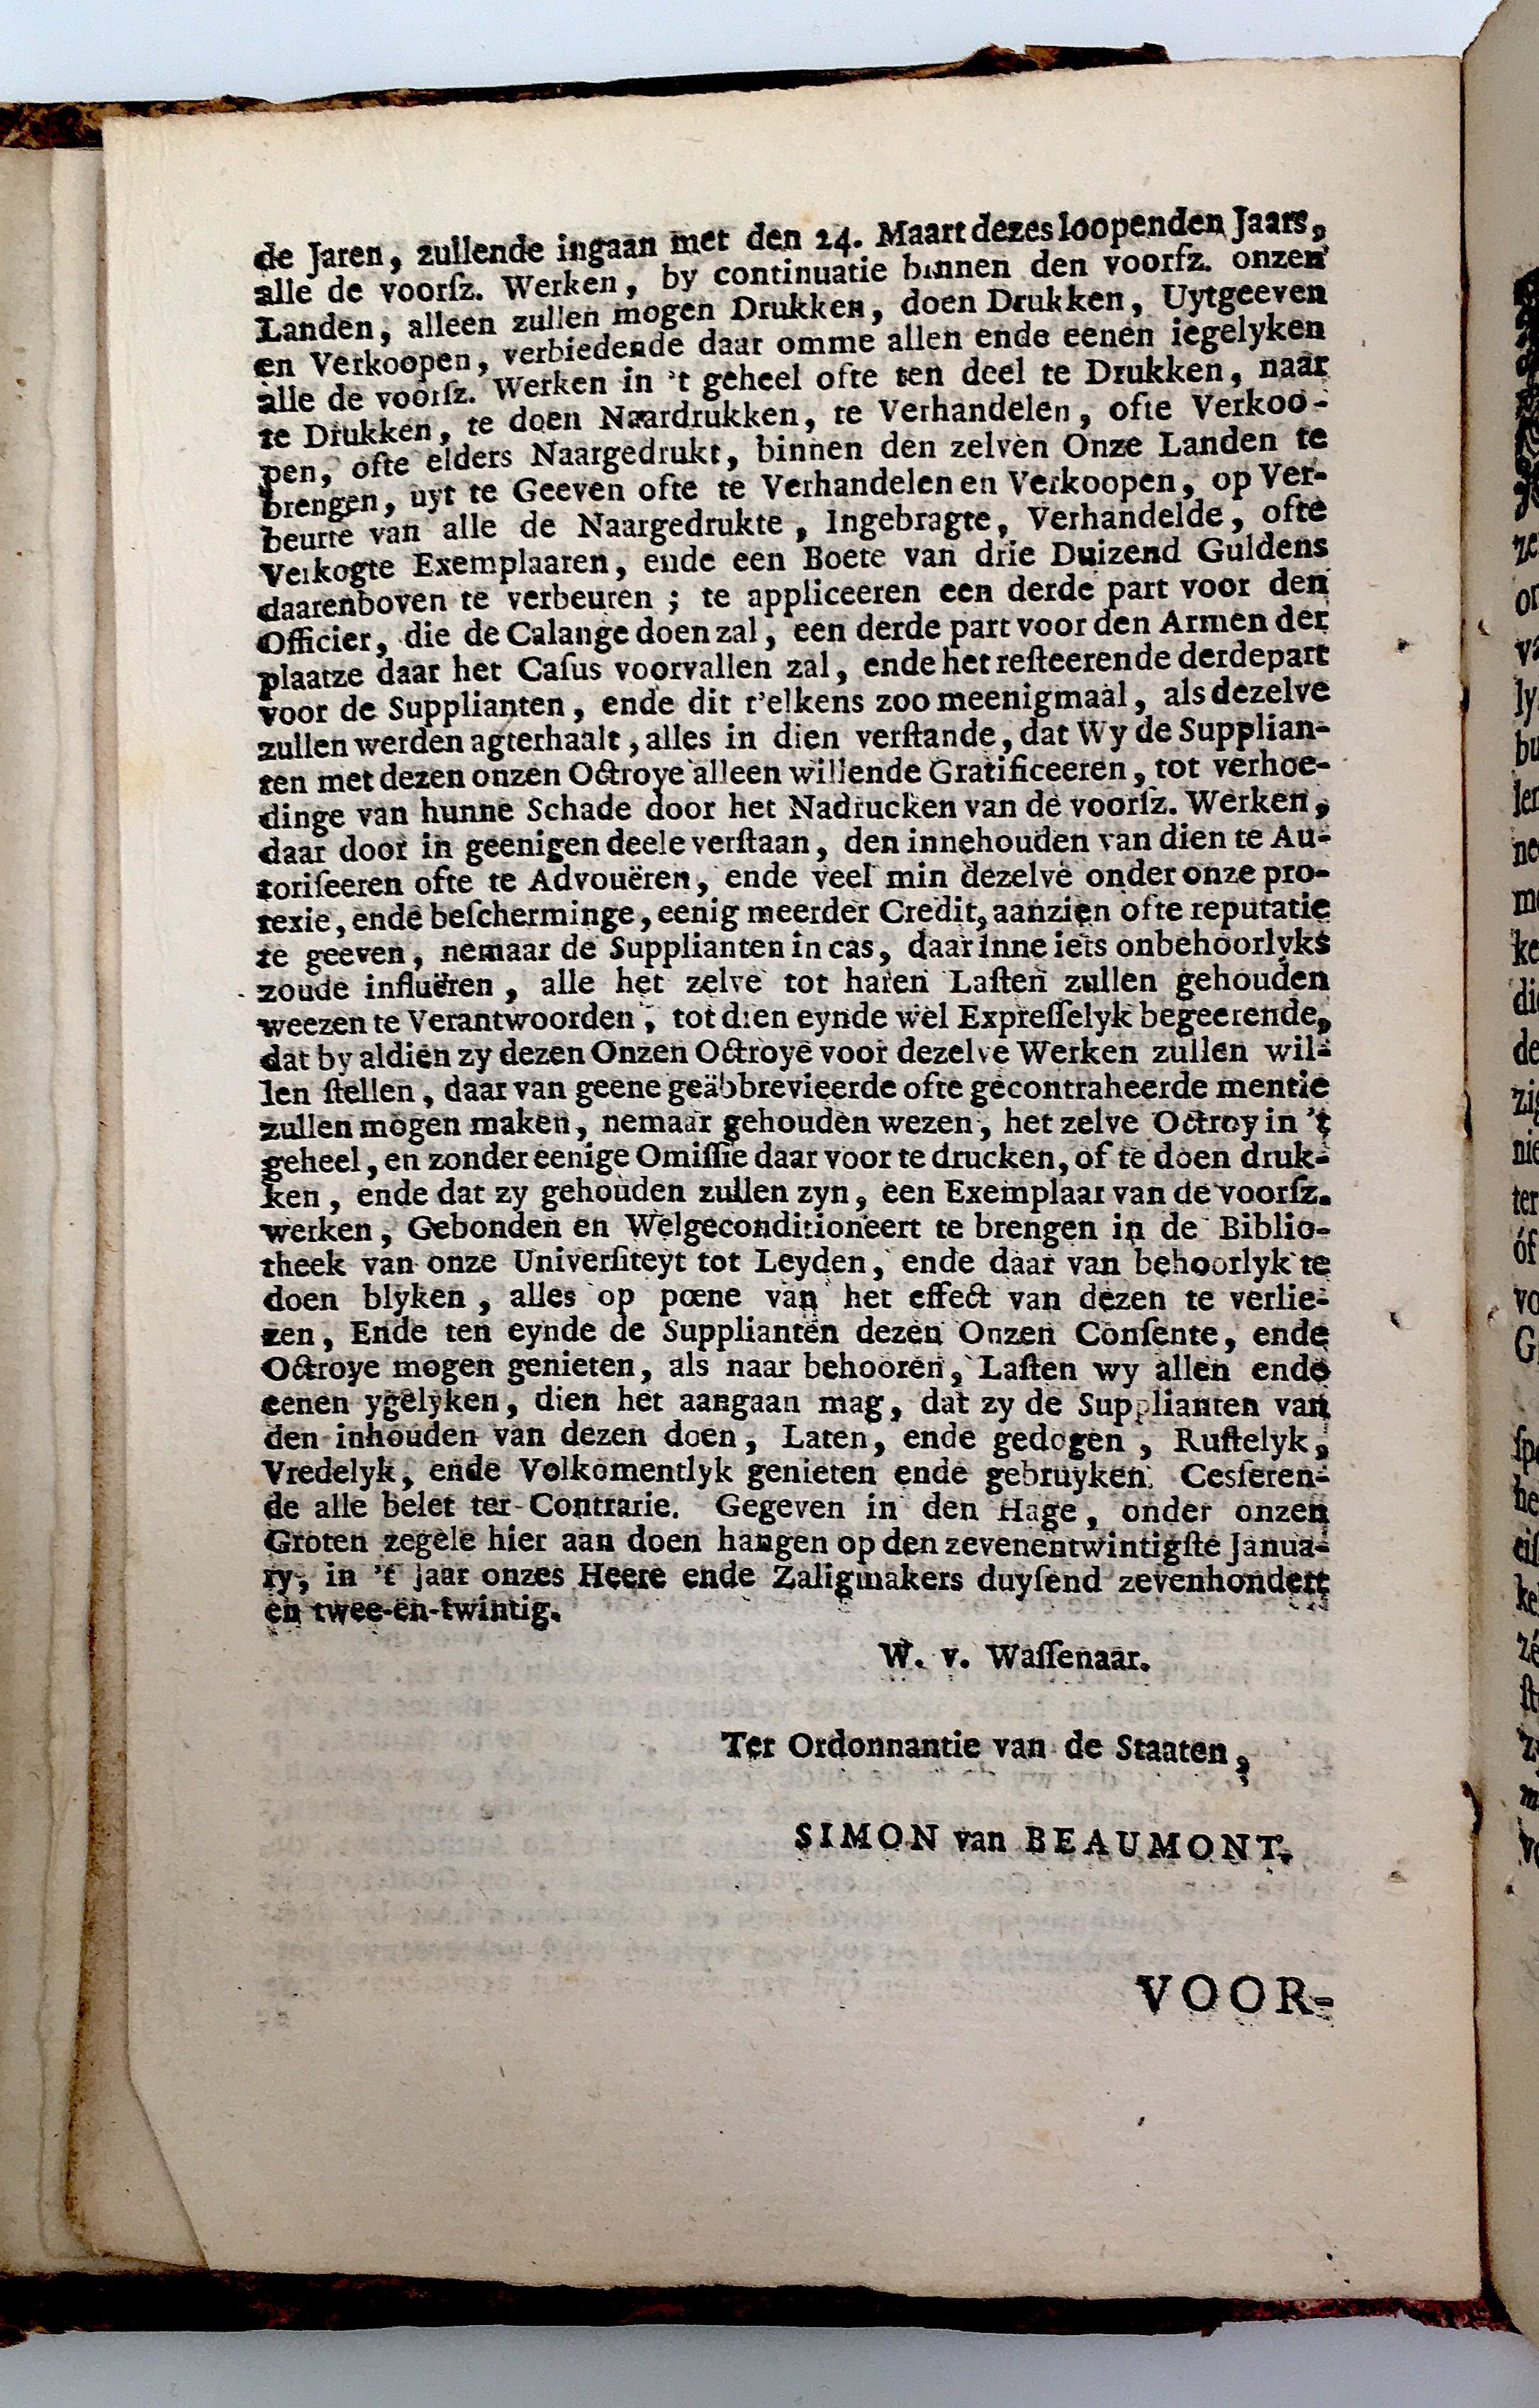 de Jaren, zullende ingaan met den 24. Maart dezes loopenden Jaars,
alle de voorſz. Werken, by continuatie binnen den voorſz. onzen
Landen, alleen zullen mogen Drukken, doen Drukken, Uytgeeven
en Verkoopen, verbiedende daar omme allen ende eenen iegelyken
alle de voorſz. Werken in 't geheel ofte ten deel te Drukken, naar
te Drukken, te doen Naardrukken, te Verhandelen, ofte Verkoo-
pen, ofte elders Naargedrukt, binnen den zelven Onze Landen te
brengen, uyt te Geeven ofte te Verhandelen en Verkoopen, op Ver-
beurte van alle de Naargedrukte, Ingebragte, Verhandelde, ofte
Verkogte Exemplaaren, ende een Boete van drie Duizend Guldens
daarenboven te verbeuren; te appliceeren een derde part voor den
Officier, die de Calange doen zal, een derde part voor den Armen der
plaatze daar het Caſus voorvallen zal, ende het reſteerende derdepart
voor de Supplianten, ende dit t'elkens zoo meenigmaal, als dezelve
zullen werden agterhaalt, alles in dien verſtande, dat Wy de Supplian-
ten met dezen onzen Octroye alleen willende Gratificeeren, tot verhoe-
dinge van hunne Schade door het Nadrucken van de voorſz. Werken,
daar door in geenigen deele verſtaan, den innehouden van dien te Au-
toriſeeren ofte te Advouëren, ende veel min dezelve onder onze pro-
texie, ende beſcherminge, eenig meerder Credit, aanzien ofte reputatie
te geeven, nemaar de Supplianten in cas, daar inne iets onbehoorlyks
zoude influëren, alle het zelve tot haren Laſten zullen gehouden
weezen te Verantwoorden, tot dien eynde wel Expreſſelyk begeerende,
dat by aldien zy dezen Onzen Octroye voor dezelve Werken zullen wil-
len ſtellen, daar van geene geäbbrevieerde ofte gecontraheerde mentie
zullen mogen maken, nemaar gehouden wezen, het zelve Octroy in 't
geheel, en zonder eenige Omiſſie daar voor te drucken, of te doen druk-
ken, ende dat zy gehouden zullen zyn, een Exemplaar van de voorſz.
werken, Gebonden en Welgeconditioneert te brengen in de Biblio-
theek van onze Univerſiteyt tot Leyden, ende daar van behoorlyk te
doen blyken, alles op pœne van het effect van dezen te verlie-
zen, Ende ten eynde de Supplianten dezen Onzen Conſente, ende
Octroye mogen genieten, als naar behooren, Laſten wy allen ende
eenen ygelyken, dien het aangaan mag, dat zy de Supplianten van
den inhouden van dezen doen, Laten, ende gedogen, Ruſtelyk,
Vredelyk, ende Volkomentlyk genieten ende gebruyken. Cesſeren-
de alle belet ter Contrarie. Gegeven in den Hage, onder onzen
Groten zegele hier aan doen hangen op den zevenentwintigſte Janua-
ry, in 't jaar onzes Heere ende Zaligmakers duyſend zevenhondert
en twee-en-twintig.
W. v. Waſſenaar.
Ter Ordonnantie van de Staaten,
SIMON van BEAUMONT.
VOOR-